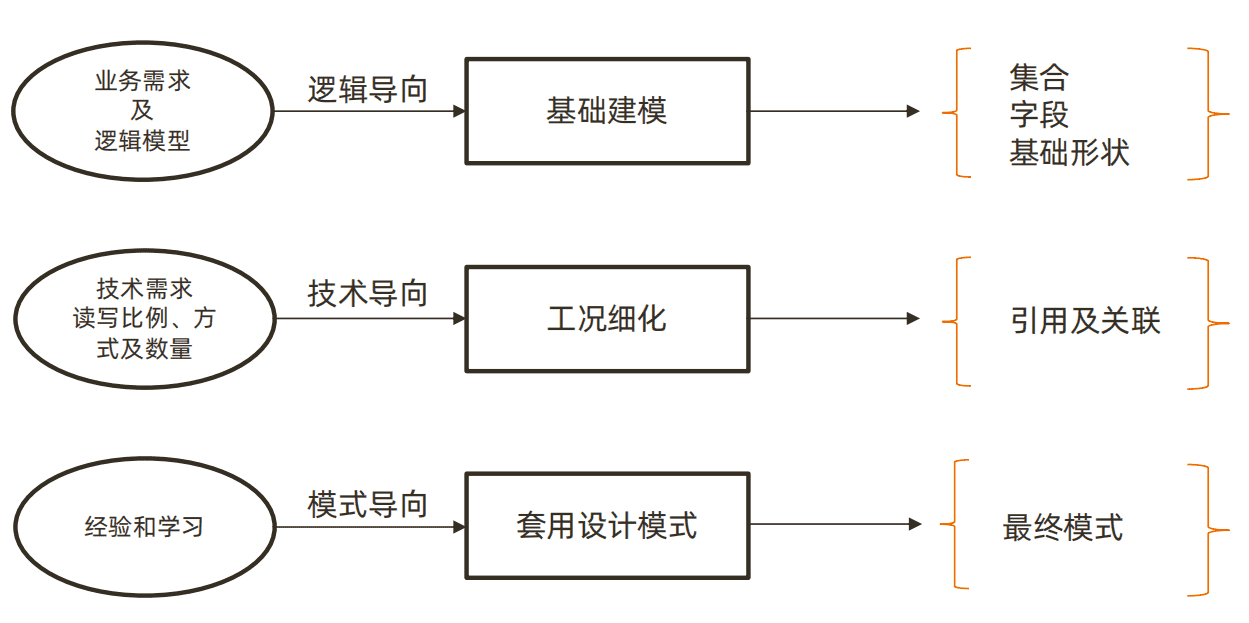 业务需求
及
逻辑模型
逻辑导向
基础建模
集合
字段
基础形状
技术需求
读写比例、方
式及数量
技术导向
工况细化
引用及关联
经验和学习
模式导向
套用设计模式
最终模式